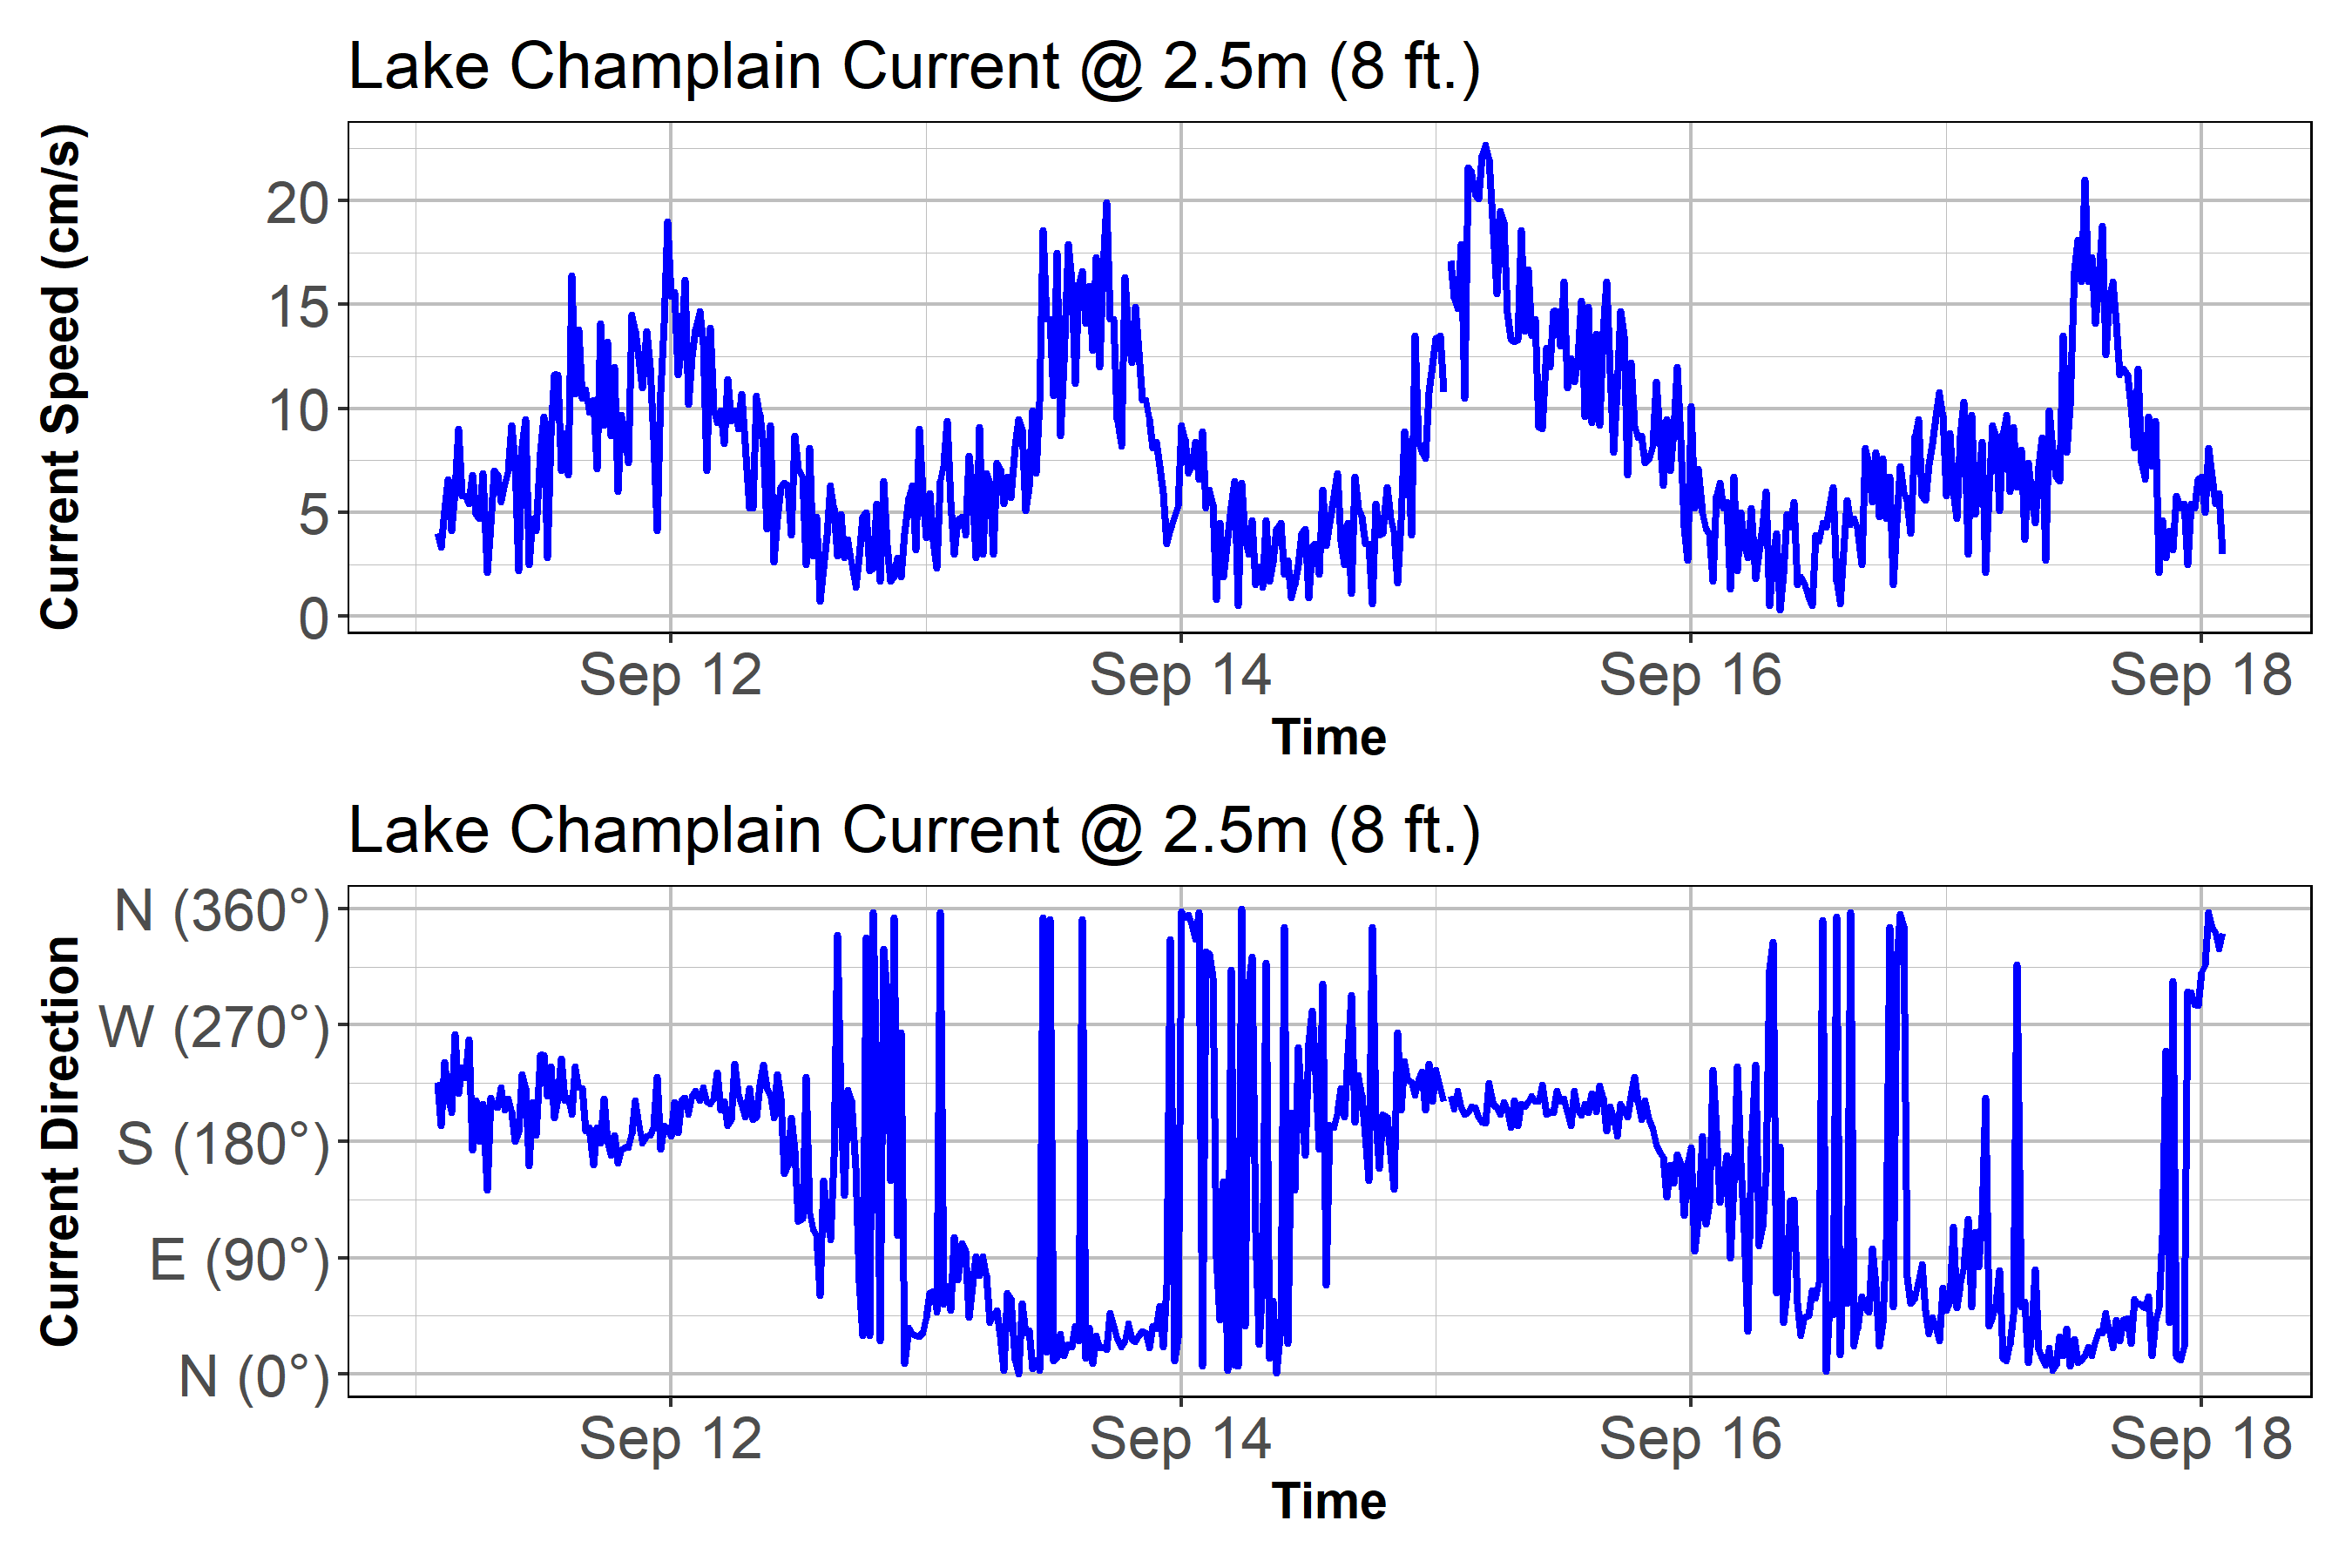 Lake Champlain Current @ 2.5m (8 ft.)
Current Speed (cm/s)
20
15
10
5
0
Sep 12 Sep 14 Sep 16 Sep 18
Time
Lake Champlain Current @ 2.5m (8 ft.)
Current Direction
N (360°)
W (270°)
S (180°)
E (90°)
N (0°)
Sep 12 Sep 14 Sep 16 Sep 18
Time